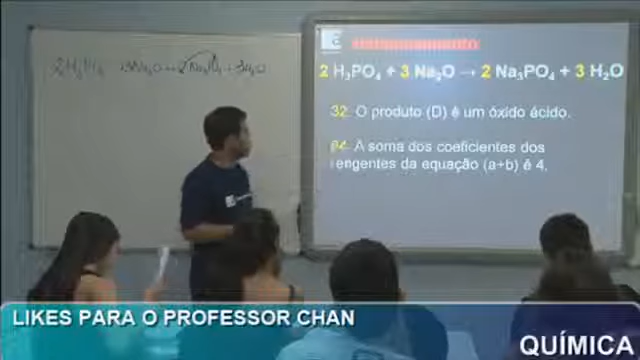 2 H₃PO₄ + 3 Na₂O → 2 Na₃PO₄ + 3 H₂O
32. O produto (D) é um óxido ácido.
64. A soma dos coeficientes dos
reagentes da equação (a+b) é 4.
LIKES PARA O PROFESSOR CHAN
QUÍMICA